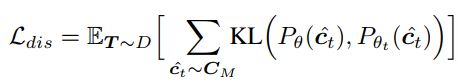 $\mathcal{L}_{dis} = \mathbb{E}_{\boldsymbol{T} \sim D} \Big[ \sum_{\hat{\boldsymbol{c}}_t \sim \boldsymbol{C}_M} \mathrm{KL}\Big( P_\theta(\hat{\boldsymbol{c}}_t), P_{\theta_t}(\hat{\boldsymbol{c}}_t) \Big) \Big]$